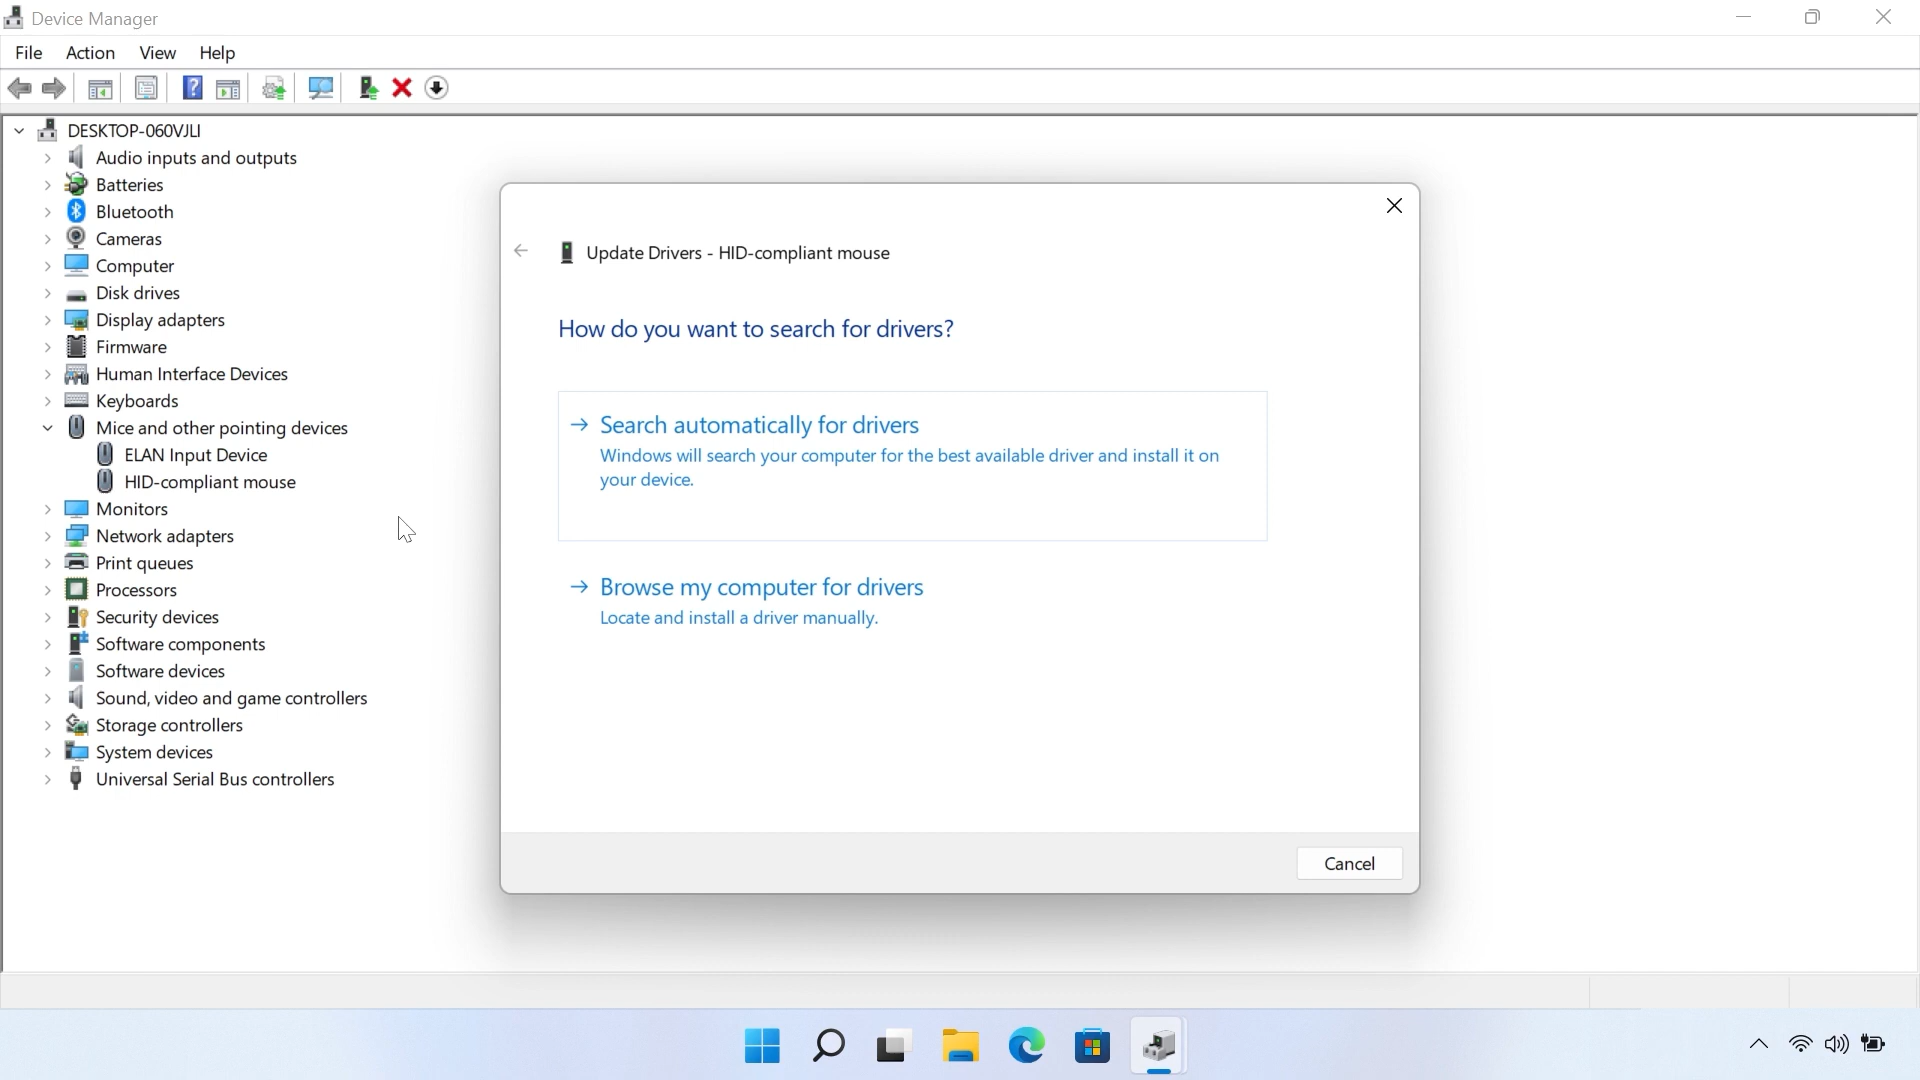 Device Manager
File Action View Help
DESKTOP-060VJLI
Audio inputs and outputs
Batteries
Bluetooth
Cameras
Computer
Disk drives
Display adapters
Firmware
Human Interface Devices
Keyboards
Mice and other pointing devices
ELAN Input Device
HID-compliant mouse
Monitors
Network adapters
Print queues
Processors
Security devices
Software components
Software devices
Sound, video and game controllers
Storage controllers
System devices
Universal Serial Bus controllers
Update Drivers - HID-compliant mouse
How do you want to search for drivers?
Search automatically for drivers
Windows will search your computer for the best available driver and install it on
your device.
Browse my computer for drivers
Locate and install a driver manually.
Cancel